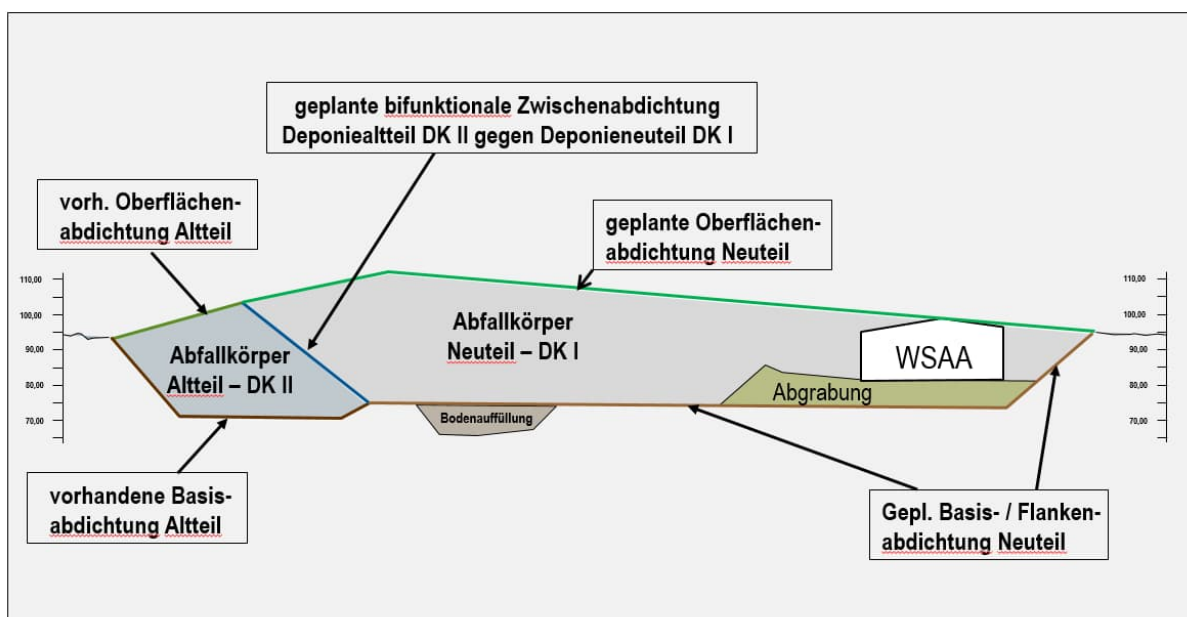 geplante bifunktionale Zwischenabdichtung
Deponiealtteil DK II gegen Deponieneuteil DK I
vorh. Oberflächen-
abdichtung Altteil
geplante Oberflächen-
abdichtung Neuteil
110,00
100,00
90,00
80,00
70,00
110,00
100,00
90,00
80,00
70,00
Abfallkörper
Altteil – DK II
Abfallkörper
Neuteil – DK I
WSAA
Abgrabung
Bodenauffüllung
vorhandene Basis-
abdichtung Altteil
Gepl. Basis- / Flanken-
abdichtung Neuteil